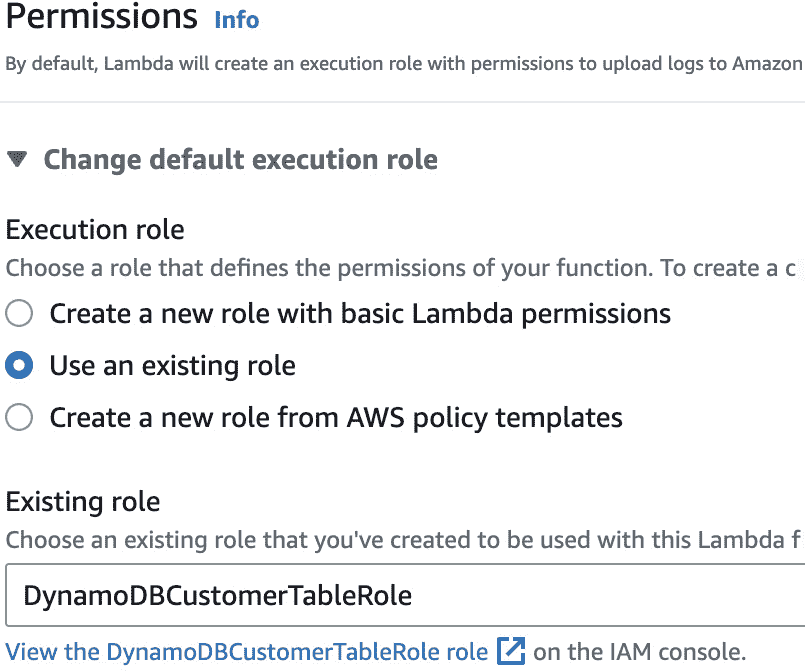 Permissions Info
By default, Lambda will create an execution role with permissions to upload logs to Amazon
Change default execution role
Execution role
Choose a role that defines the permissions of your function. To create a c
Create a new role with basic Lambda permissions
Use an existing role
Create a new role from AWS policy templates
Existing role
Choose an existing role that you've created to be used with this Lambda f
DynamoDBCustomerTableRole
View the DynamoDBCustomerTableRole role on the IAM console.